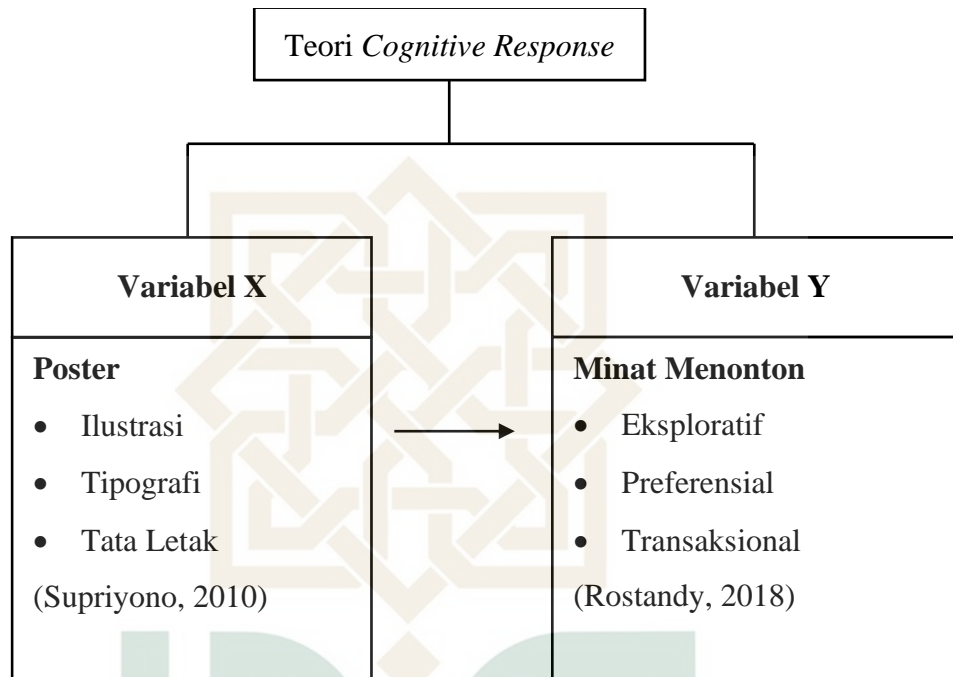 Teori Cognitive Response
Variabel X
Poster
• Ilustrasi
• Tipografi
• Tata Letak
(Supriyono, 2010)
Variabel Y
Minat Menonton
• Eksploratif
• Preferensial
• Transaksional
(Rostandy, 2018)